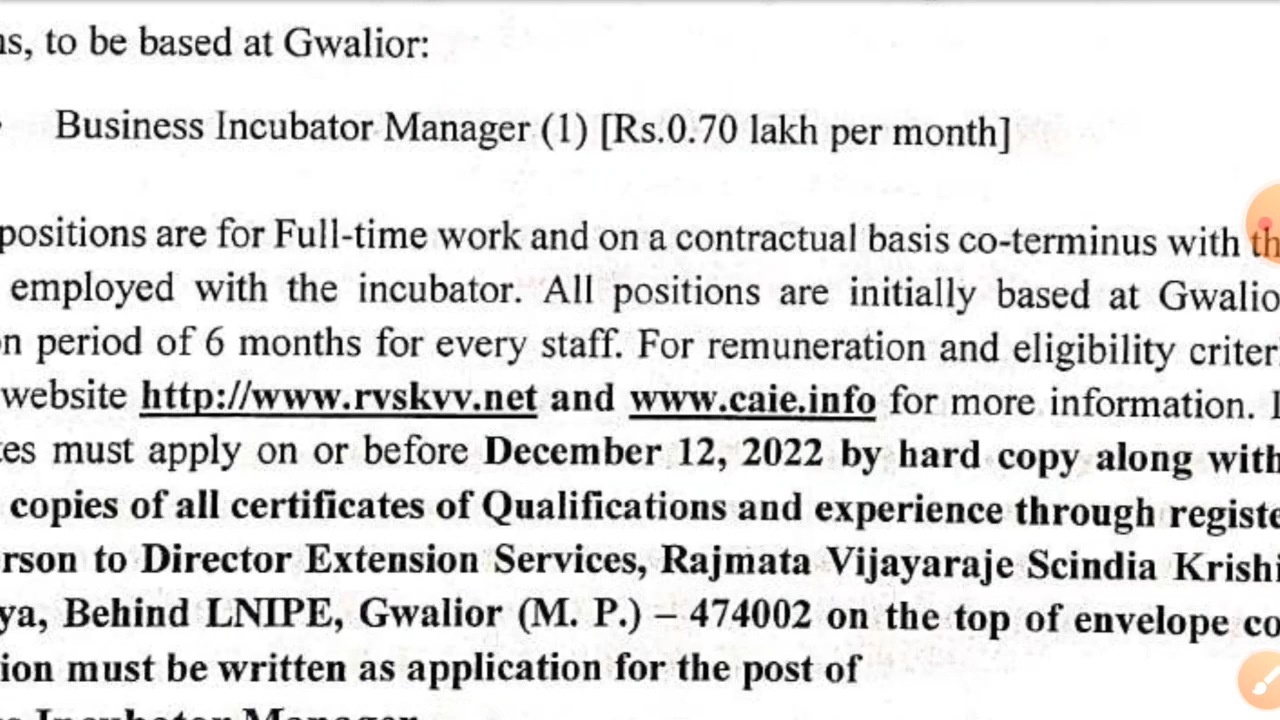 to be based at Gwalior:
Business Incubator Manager (1) [Rs.0.70 lakh per month]
positions are for Full-time work and on a contractual basis co-terminus with th
employed with the incubator. All positions are initially based at Gwalio
n period of 6 months for every staff. For remuneration and eligibility criter
website http://www.rvskvv.net and www.caie.info for more information. I
es must apply on or before December 12, 2022 by hard copy along with
copies of all certificates of Qualifications and experience through registe
rson to Director Extension Services, Rajmata Vijayaraje Scindia Krishi
ya, Behind LNIPE, Gwalior (M. P.) – 474002 on the top of envelope co
ion must be written as application for the post of
Incubator Manager